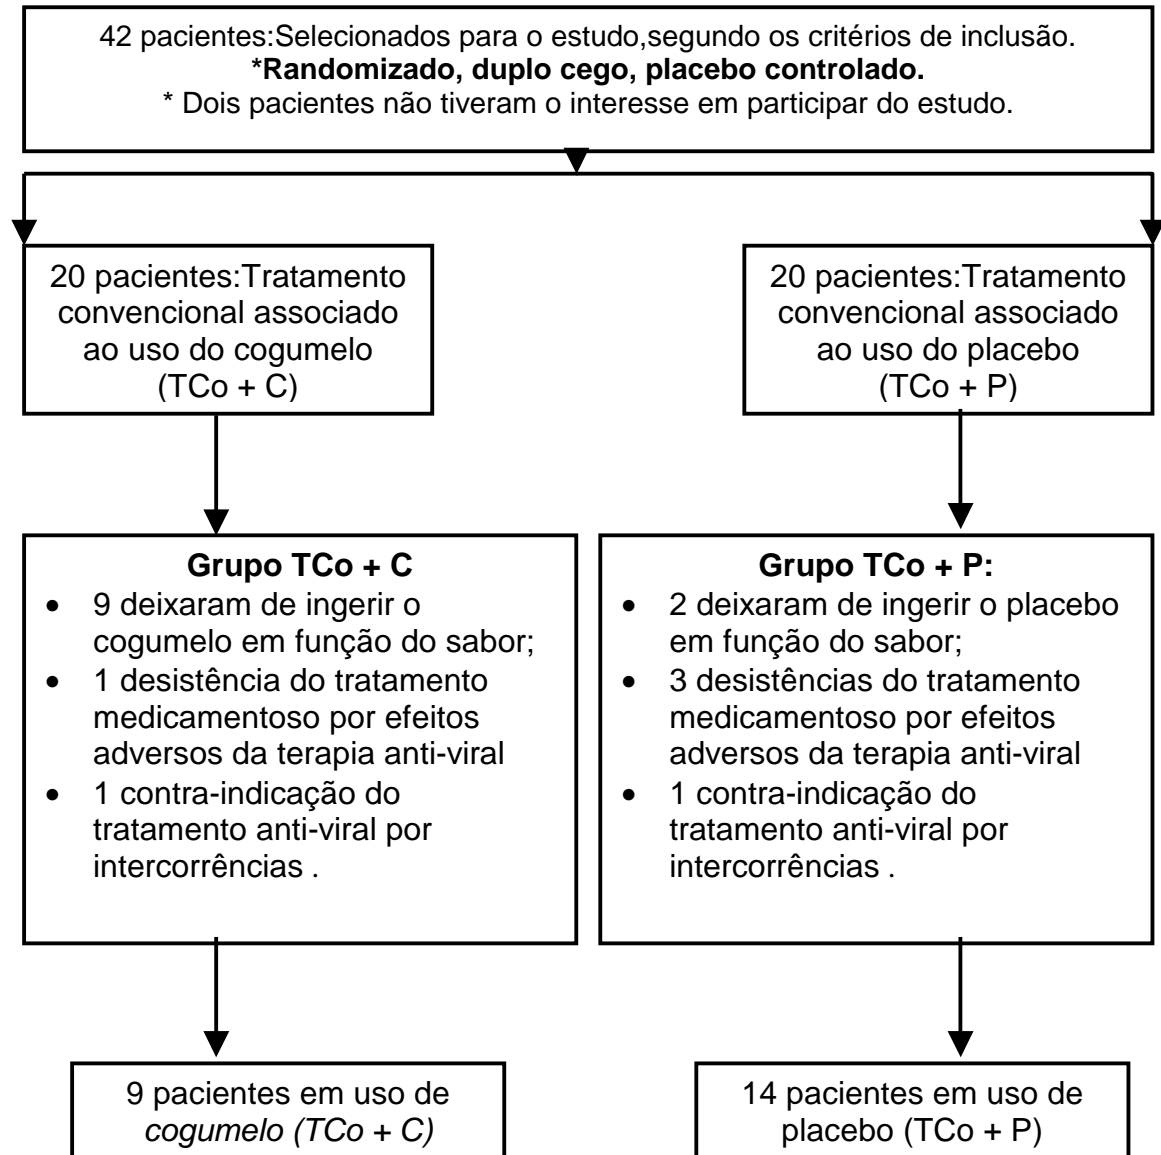 42 pacientes:Selecionados para o estudo,segundo os critérios de inclusão.
*Randomizado, duplo cego, placebo controlado.
* Dois pacientes não tiveram o interesse em participar do estudo.
20 pacientes:Tratamento
convencional associado
ao uso do cogumelo
(TCo + C)
20 pacientes:Tratamento
convencional associado
ao uso do placebo
(TCo + P)
Grupo TCo + C
• 9 deixaram de ingerir o
cogumelo em função do sabor;
• 1 desistência do tratamento
medicamentoso por efeitos
adversos da terapia anti-viral
• 1 contra-indicação do
tratamento anti-viral por
intercorrências .
Grupo TCo + P:
• 2 deixaram de ingerir o placebo
em função do sabor;
• 3 desistências do tratamento
medicamentoso por efeitos
adversos da terapia anti-viral
• 1 contra-indicação do
tratamento anti-viral por
intercorrências .
9 pacientes em uso de
cogumelo (TCo + C)
14 pacientes em uso de
placebo (TCo + P)